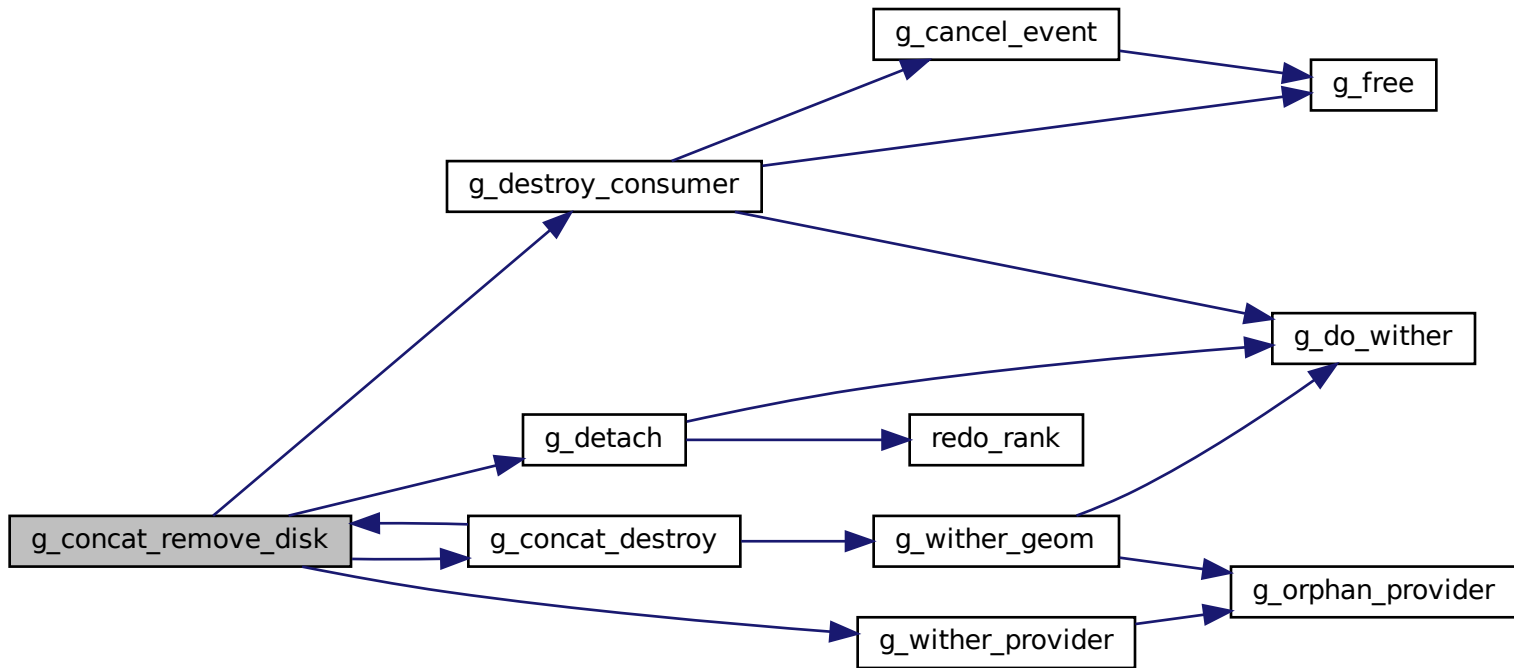 g_cancel_event
g_free
g_destroy_consumer
g_do_wither
g_detach
redo_rank
g_concat_remove_disk
g_concat_destroy
g_wither_geom
g_orphan_provider
g_wither_provider